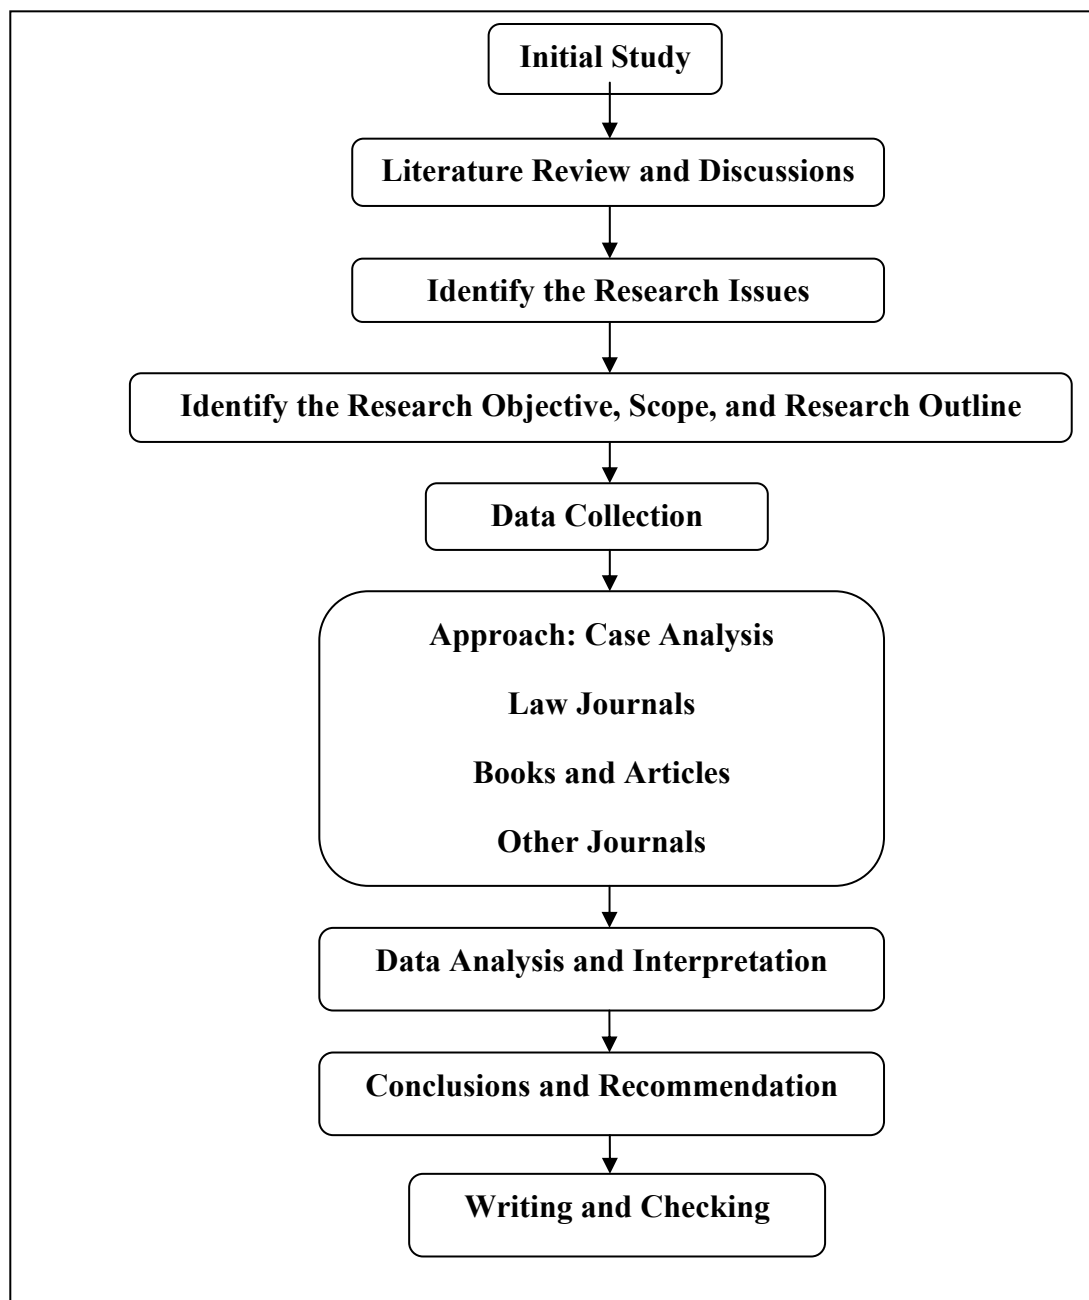 Initial Study
Literature Review and Discussions
Identify the Research Issues
Identify the Research Objective, Scope, and Research Outline
Data Collection
Approach: Case Analysis
Law Journals
Books and Articles
Other Journals
Data Analysis and Interpretation
Conclusions and Recommendation
Writing and Checking